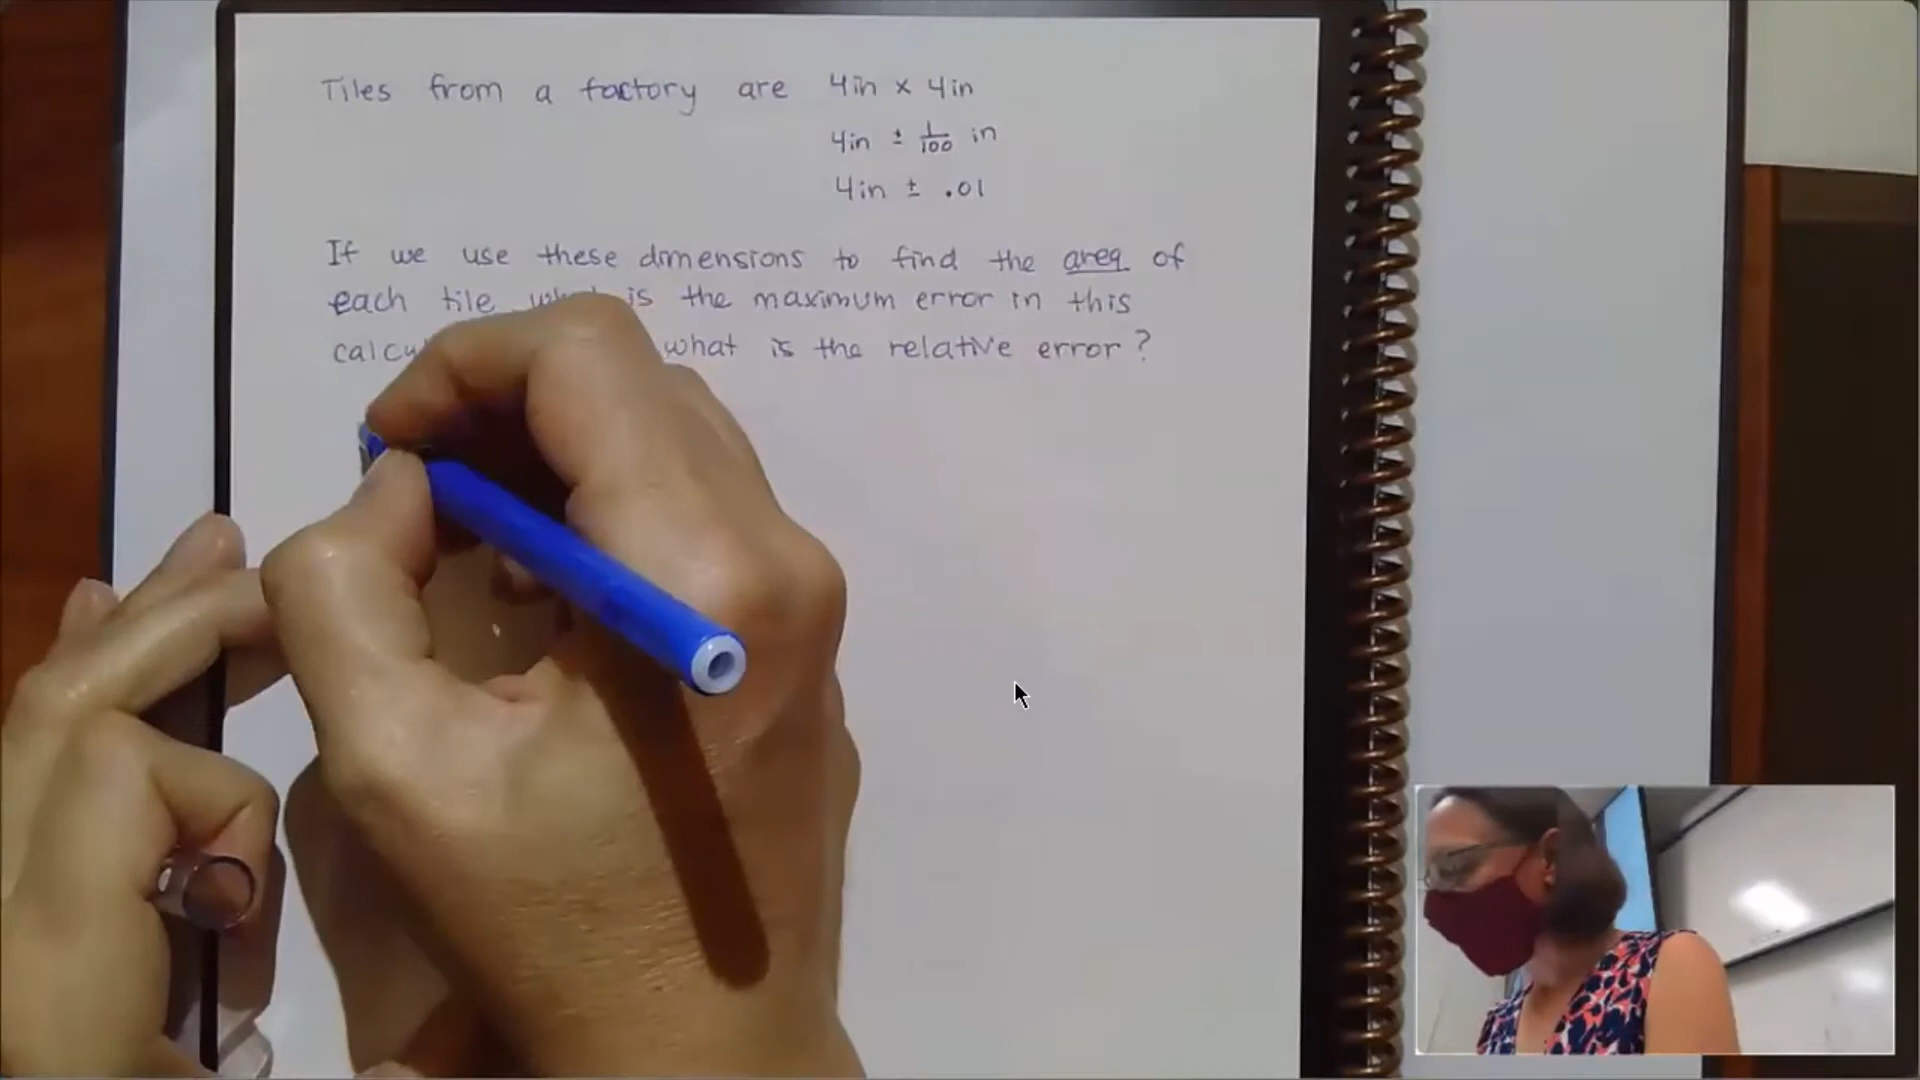 Tiles from a factory are 4in x 4in
4in ± 1/100 in
4in ± .01
If we use these dimensions to find the area of
each tile is the maximum error in this
what is the relative error?